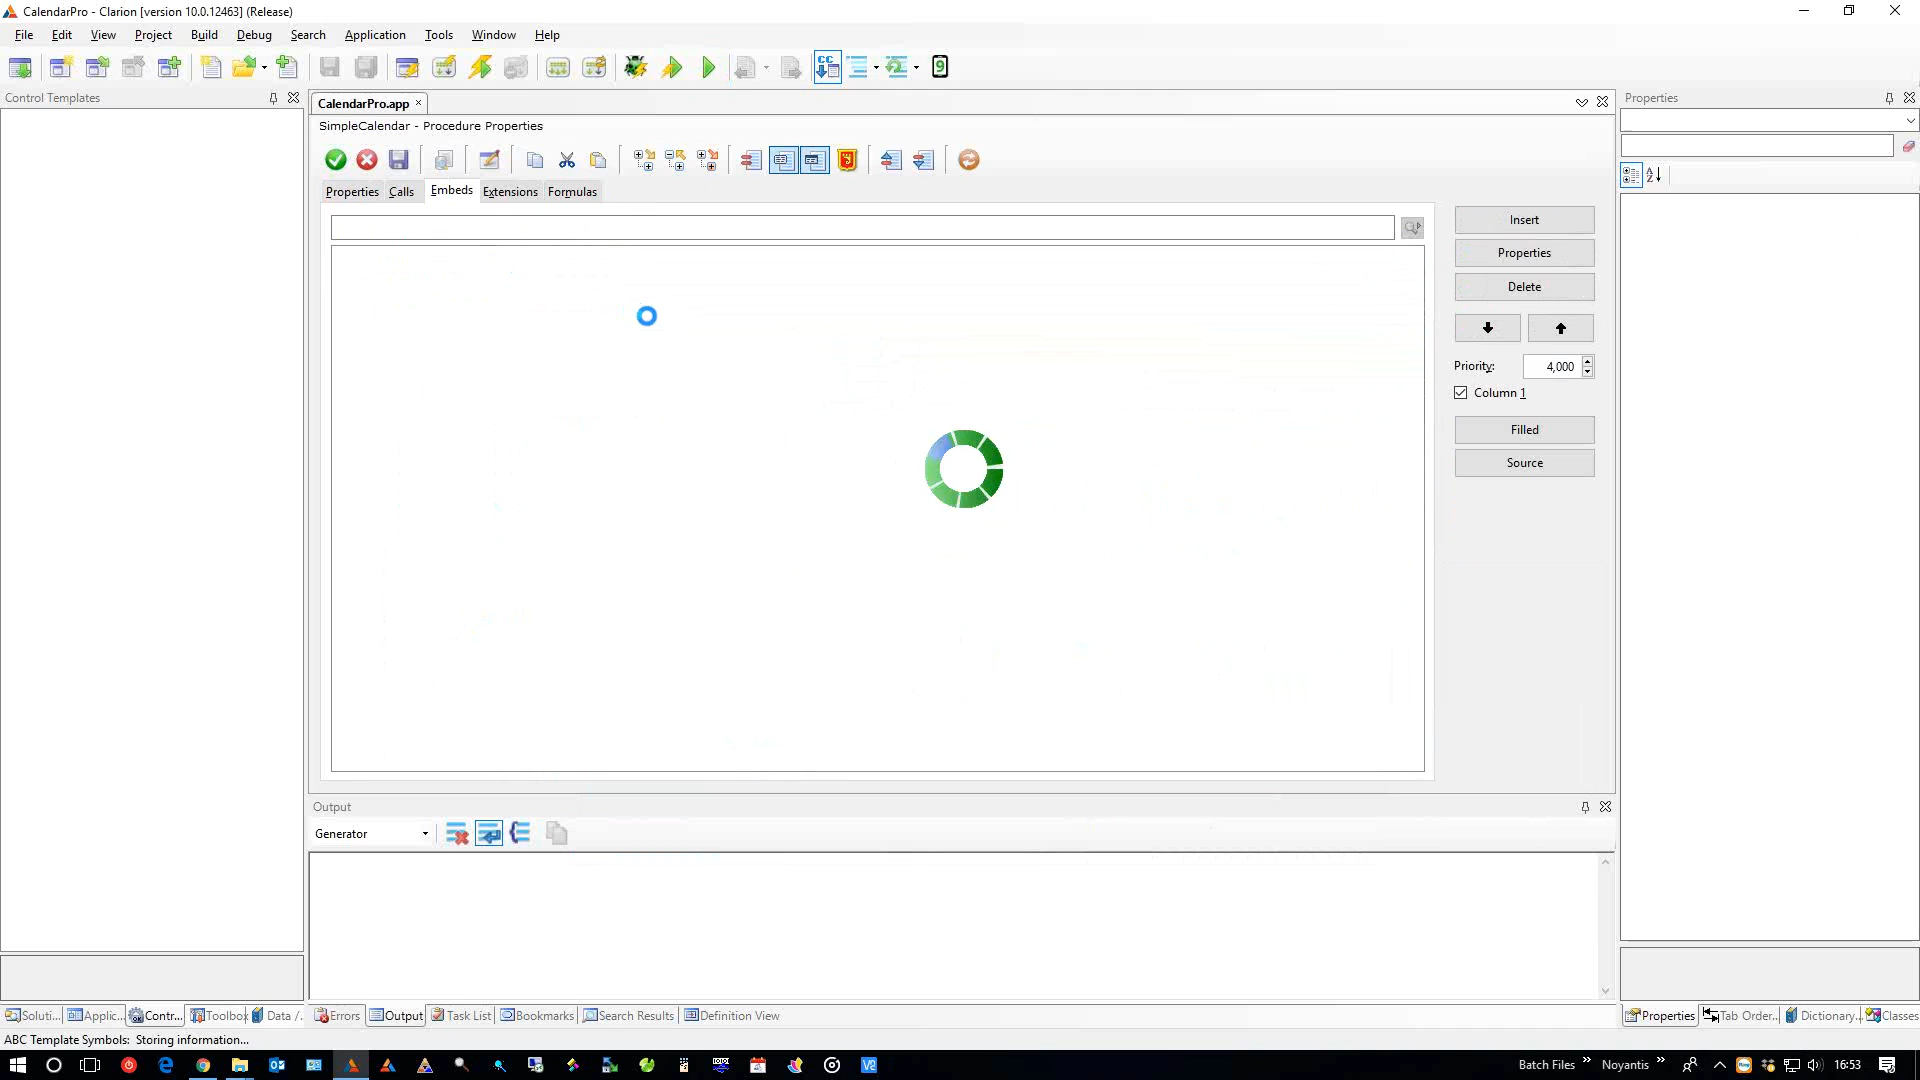 CalendarPro - Clarion [version 10.0.12463] (Release)
File Edit View Project Build Debug Search Application Tools Window Help
CC
9
Control Templates
CalendarPro.app
Properties
SimpleCalendar - Procedure Properties
A
Z
Properties Calls Embeds Extensions Formulas
Insert
Properties
Delete
Priority: 4,000
Column 1
Filled
Source
Output
Generator
Soluti... Applic... Contr... Toolbox Data /... Errors Output Task List Bookmarks Search Results Definition View Properties Tab Order... Dictionary... Classes
ABC Template Symbols: Storing information...
Batch Files » Noyantis » 16:53